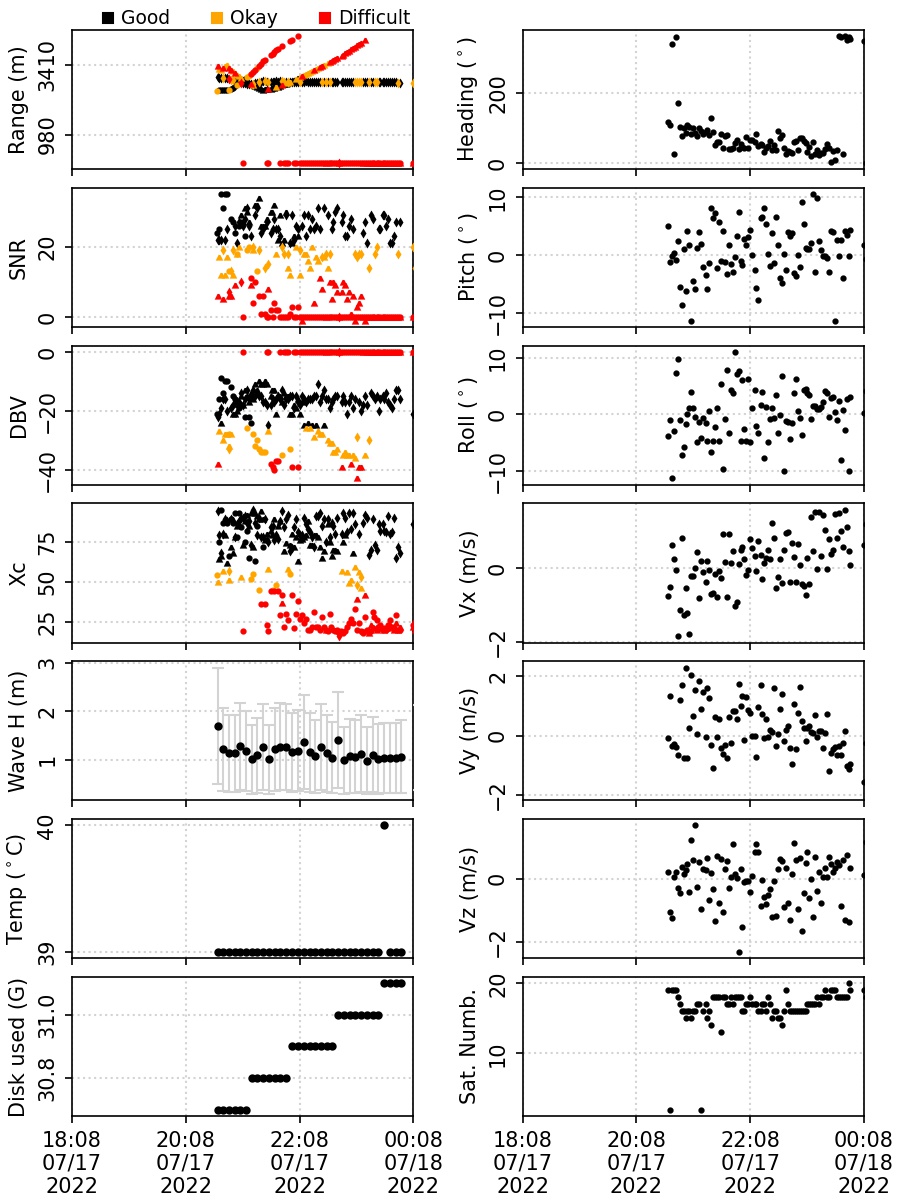 Good Okay Difficult
Range (m) 3410 980
Heading (°) 200 0
SNR 20 0
Pitch (°) 10 0 −10
DBV 0 −20 −40
Roll (°) 10 0 −10
Xc 75 50 25
Vx (m/s) 0 −2
Wave H (m) 3 2 1
Vy (m/s) 2 0 −2
Temp (°C) 40 39
Vz (m/s) 0 −2
Disk used (G) 31.0 30.8
Sat. Numb. 20 10
18:08 20:08 22:08 00:08 18:08 20:08 22:08 00:08
07/17 07/17 07/17 07/18 07/17 07/17 07/17 07/18
2022 2022 2022 2022 2022 2022 2022 2022